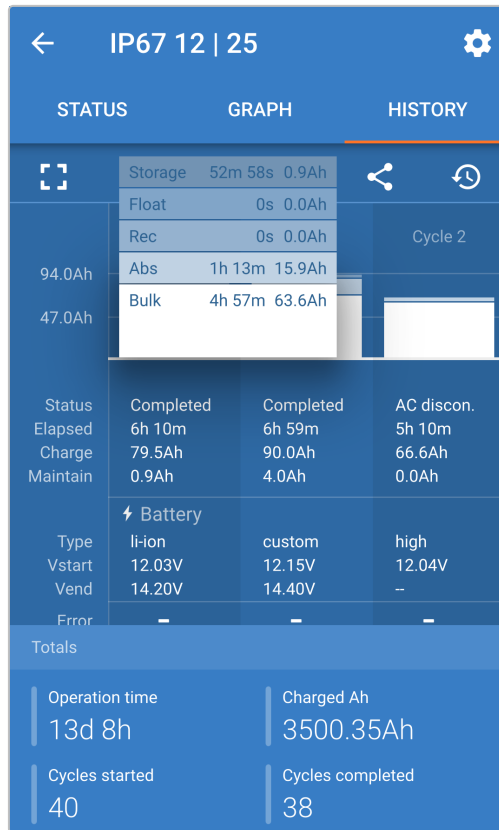 IP67 12 | 25
STATUS GRAPH HISTORY
Storage 52m 58s 0.9Ah
Float 0s 0.0Ah
Rec 0s 0.0Ah
Cycle 2
Abs 1h 13m 15.9Ah
94.0Ah
Bulk 4h 57m 63.6Ah
47.0Ah
Status Completed Completed AC discon.
Elapsed 6h 10m 6h 59m 5h 10m
Charge 79.5Ah 90.0Ah 66.6Ah
Maintain 0.9Ah 4.0Ah 0.0Ah
Battery
Type li-ion custom high
Vstart 12.03V 12.15V 12.04V
Vend 14.20V 14.40V --
Error - - -
Totals
Operation time Charged Ah
13d 8h 3500.35Ah
Cycles started Cycles completed
40 38